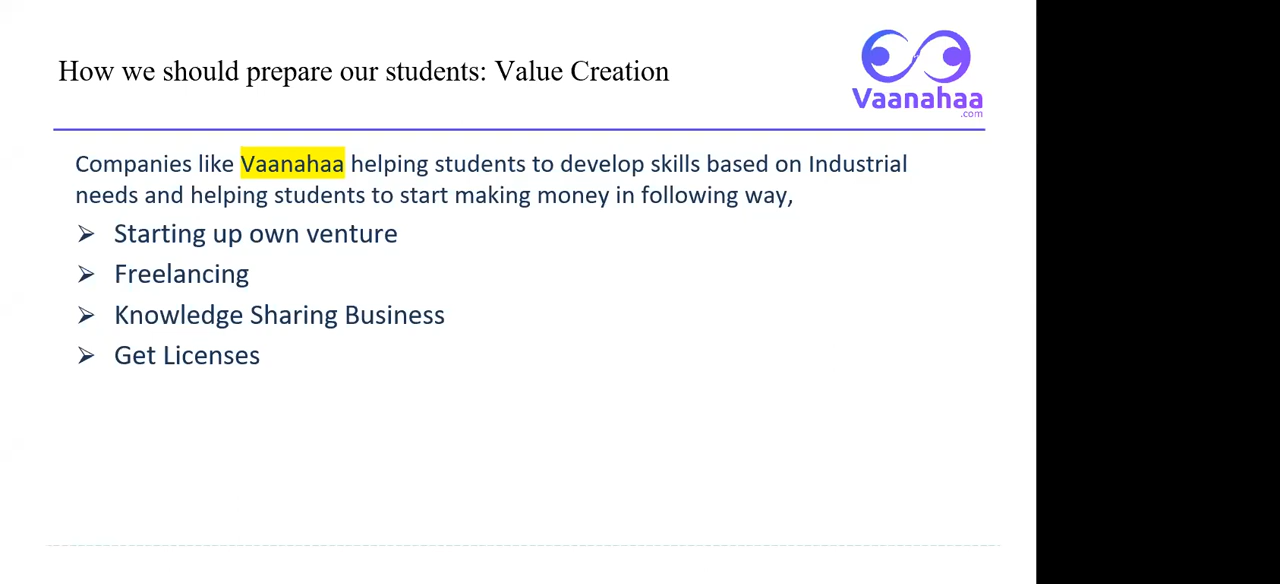 How we should prepare our students: Value Creation
Vaanahaa
.com
Companies like Vaanahaa helping students to develop skills based on Industrial
needs and helping students to start making money in following way,
➢ Starting up own venture
➢ Freelancing
➢ Knowledge Sharing Business
➢ Get Licenses